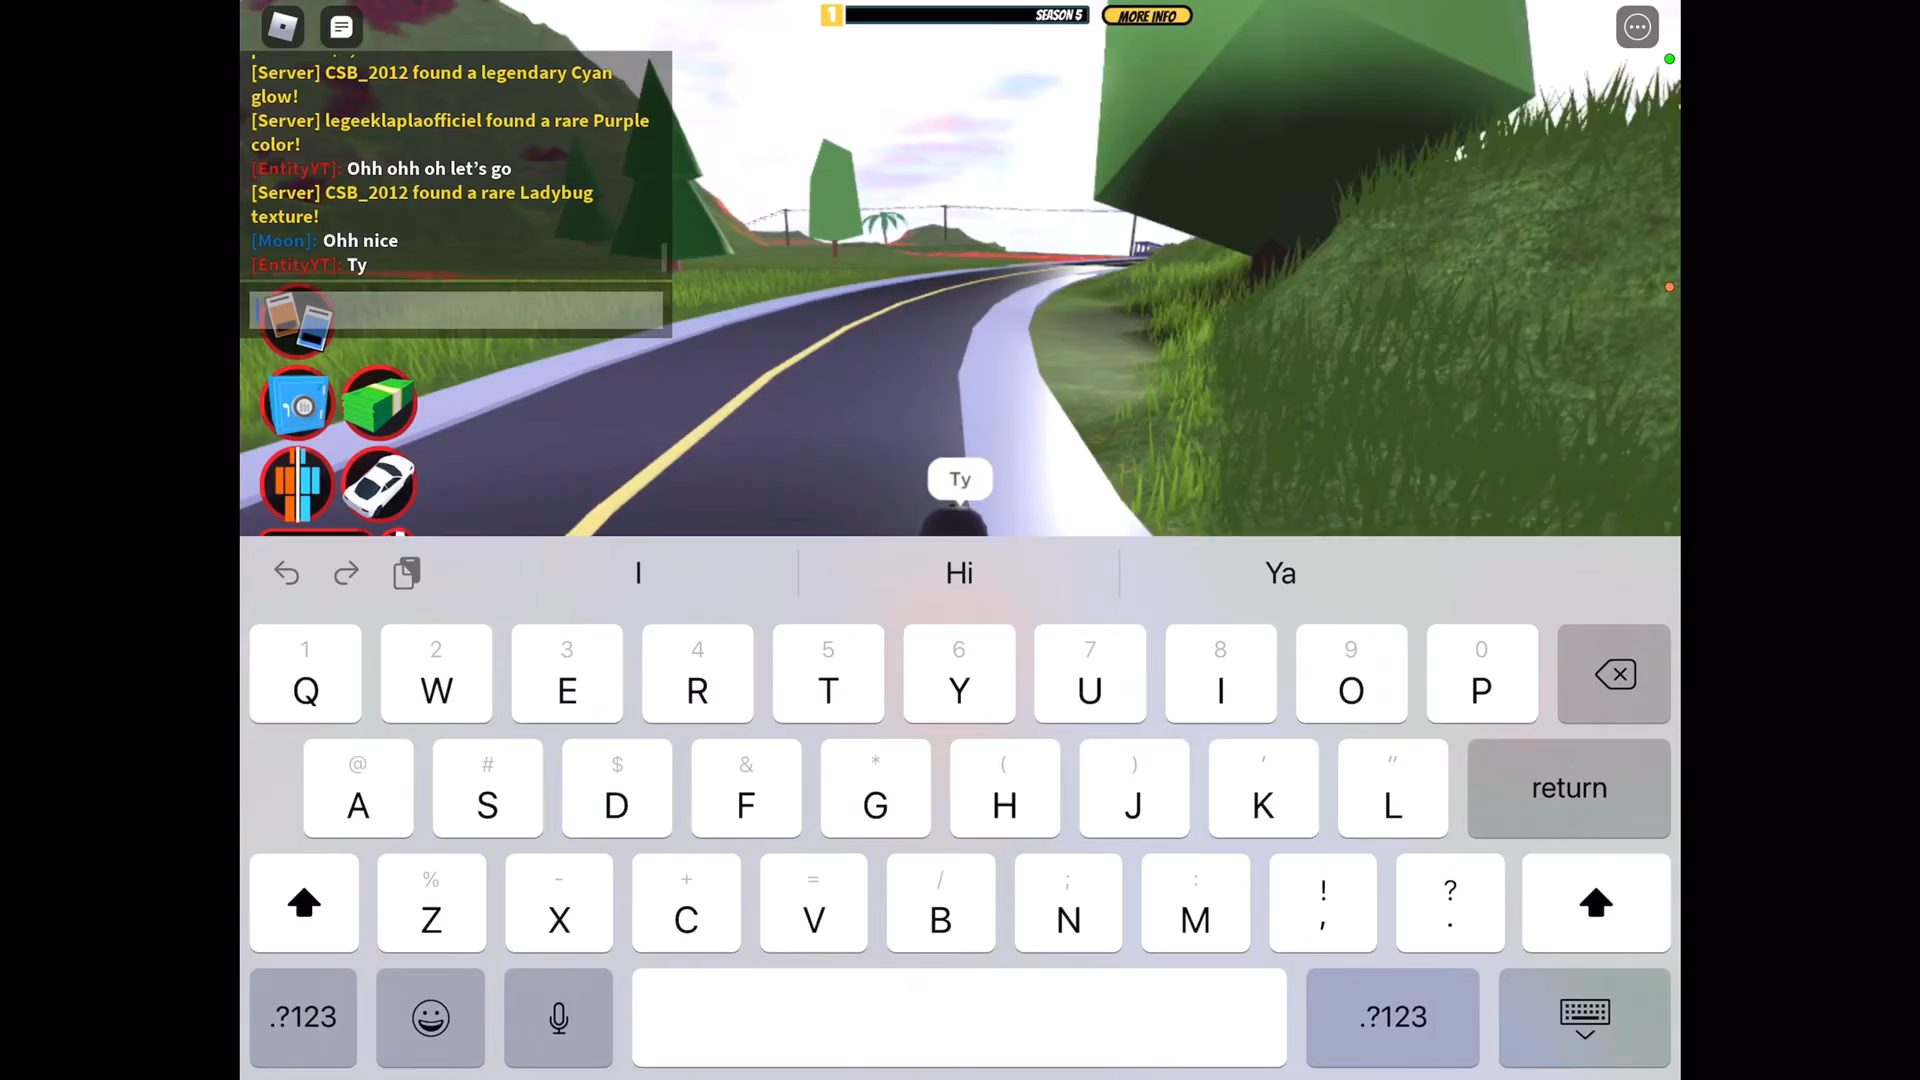 1 SEASON 5 MORE INFO
[Server] CSB_2012 found a legendary Cyan
glow!
[Server] legeeklaplaofficiel found a rare Purple
color!
[EntityYT]: Ohh ohh oh let’s go
[Server] CSB_2012 found a rare Ladybug
texture!
[Moon]: Ohh nice
[EntityYT]: Ty
Ty
I Hi Ya
1 2 3 4 5 6 7 8 9 0
Q W E R T Y U I O P
@ # $ & * ( ) ' "
A S D F G H J K L return
% - + = / ; : ! ?
Z X C V B N M , .
.?123 .?123